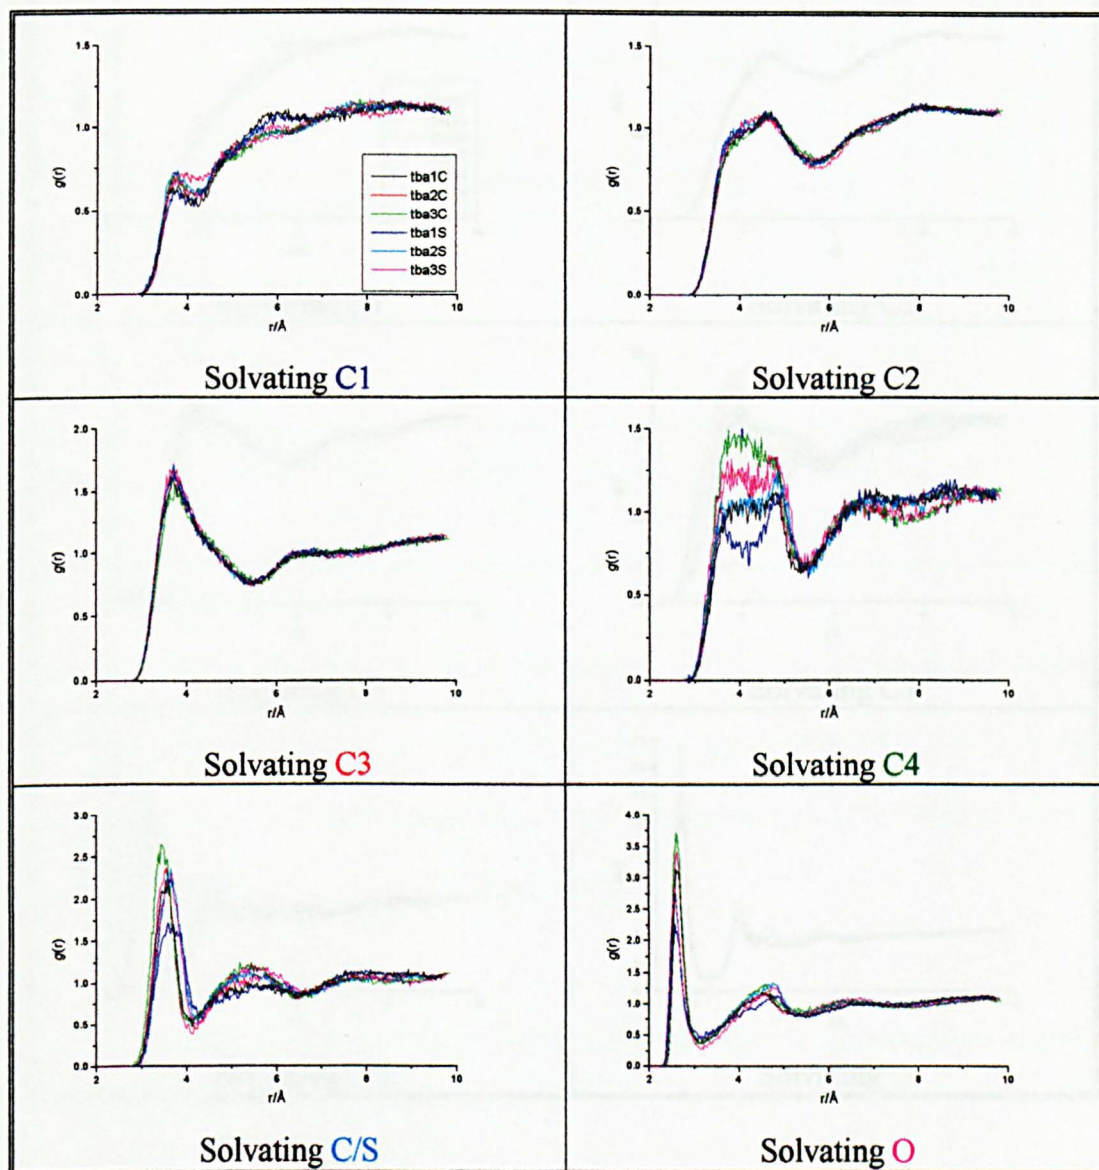 1.5
1.0
0.5
0.0
g(r)
2
4
6
8
10
r/Å
tba1C
tba2C
tba3C
tba1S
tba2S
tba3S
Solvating C1
1.5
1.0
0.5
0.0
g(r)
2
4
6
8
10
r/Å
Solvating C2
2.0
1.5
1.0
0.5
0.0
g(r)
2
4
6
8
10
r/Å
Solvating C3
1.5
1.0
0.5
0.0
g(r)
2
4
6
8
10
r/Å
Solvating C4
3.0
2.5
2.0
1.5
1.0
0.5
0.0
g(r)
2
4
6
8
10
r/Å
Solvating C/S
4.0
3.5
3.0
2.5
2.0
1.5
1.0
0.5
0.0
g(r)
2
4
6
8
10
r/Å
Solvating O